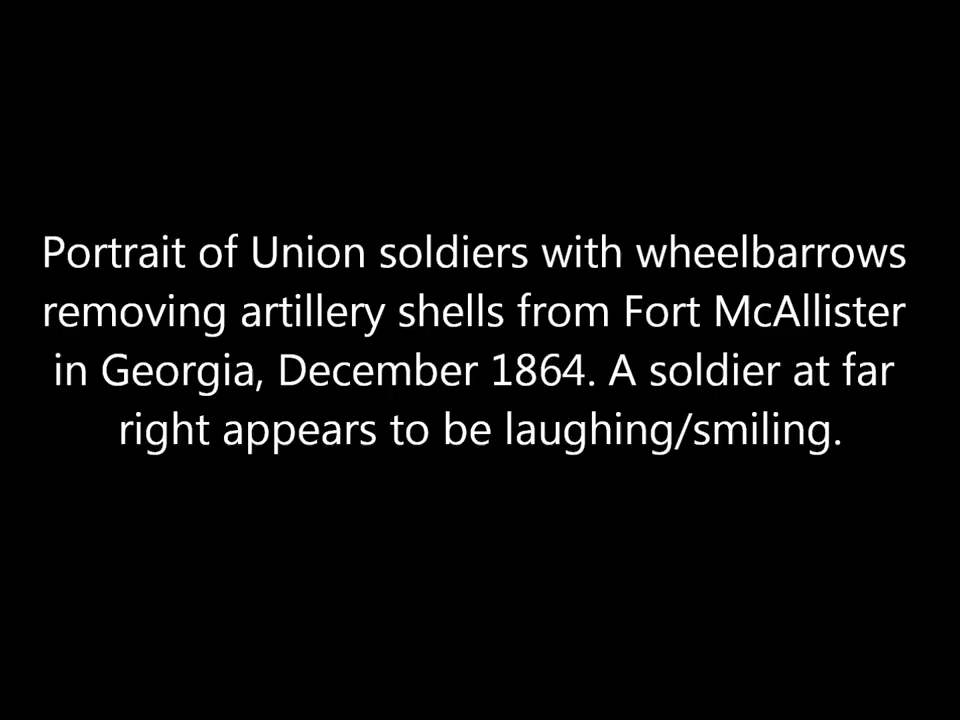 Portrait of Union soldiers with wheelbarrows
removing artillery shells from Fort McAllister
in Georgia, December 1864. A soldier at far
right appears to be laughing/smiling.